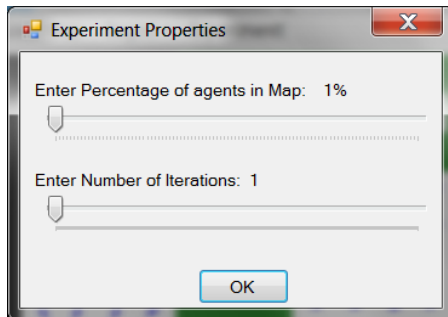 Experiment Properties
Enter Percentage of agents in Map: 1%
Enter Number of Iterations: 1
OK